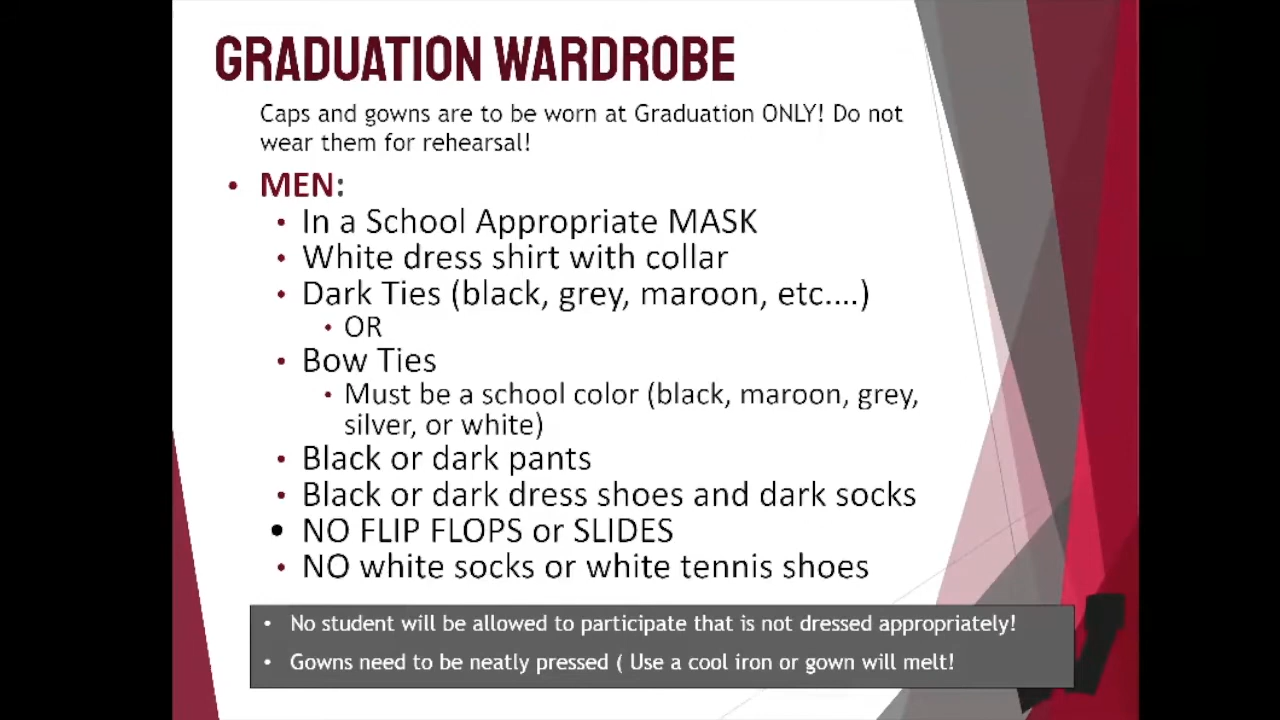 GRADUATION WARDROBE
Caps and gowns are to be worn at Graduation ONLY! Do not
wear them for rehearsal!
• MEN:
• In a School Appropriate MASK
• White dress shirt with collar
• Dark Ties (black, grey, maroon, etc....)
• OR
• Bow Ties
• Must be a school color (black, maroon, grey,
silver, or white)
• Black or dark pants
• Black or dark dress shoes and dark socks
• NO FLIP FLOPS or SLIDES
• NO white socks or white tennis shoes
• No student will be allowed to participate that is not dressed appropriately!
• Gowns need to be neatly pressed ( Use a cool iron or gown will melt!